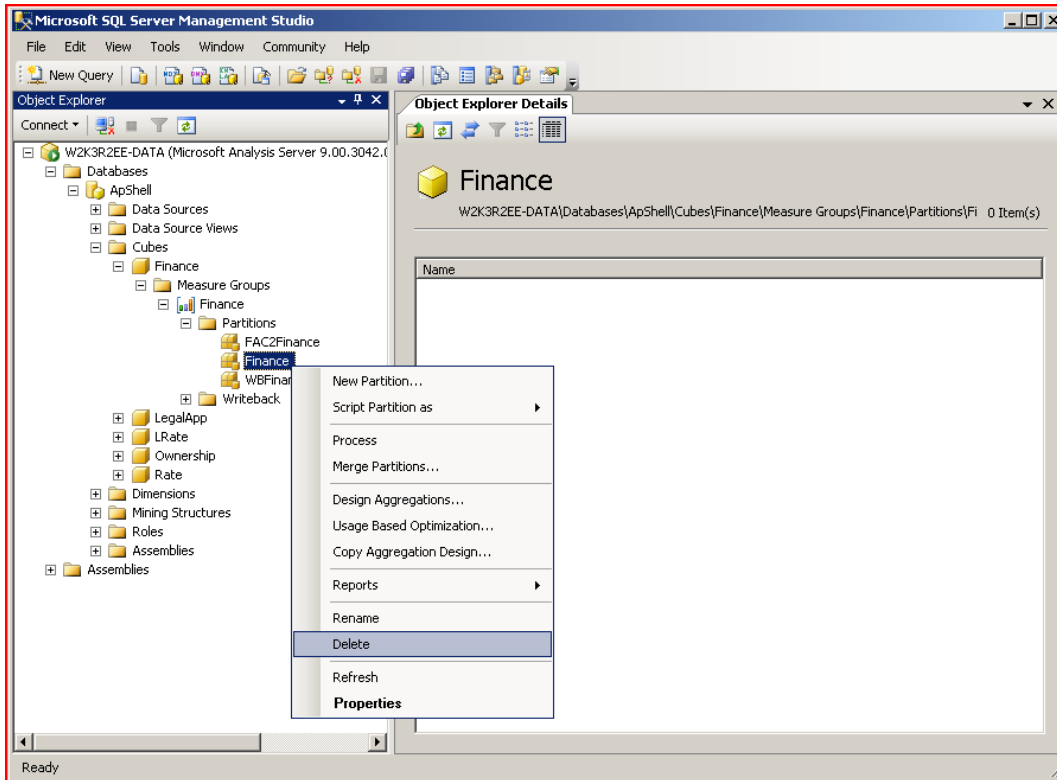 Microsoft SQL Server Management Studio
File Edit View Tools Window Community Help
New Query
Object Explorer
Connect
W2K3R2EE-DATA (Microsoft Analysis Server 9.00.3042.0
Databases
ApShell
Data Sources
Data Source Views
Cubes
Finance
Measure Groups
Finance
Partitions
FAC2Finance
Finance
WBFinan
Writeback
LegalApp
LRate
Ownership
Rate
Dimensions
Mining Structures
Roles
Assemblies
Assemblies
New Partition...
Script Partition as
Process
Merge Partitions...
Design Aggregations...
Usage Based Optimization...
Copy Aggregation Design...
Reports
Rename
Delete
Refresh
Properties
Object Explorer Details
Finance
W2K3R2EE-DATA\Databases\ApShell\Cubes\Finance\Measure Groups\Finance\Partitions\Fi 0 Item(s)
Name
Ready